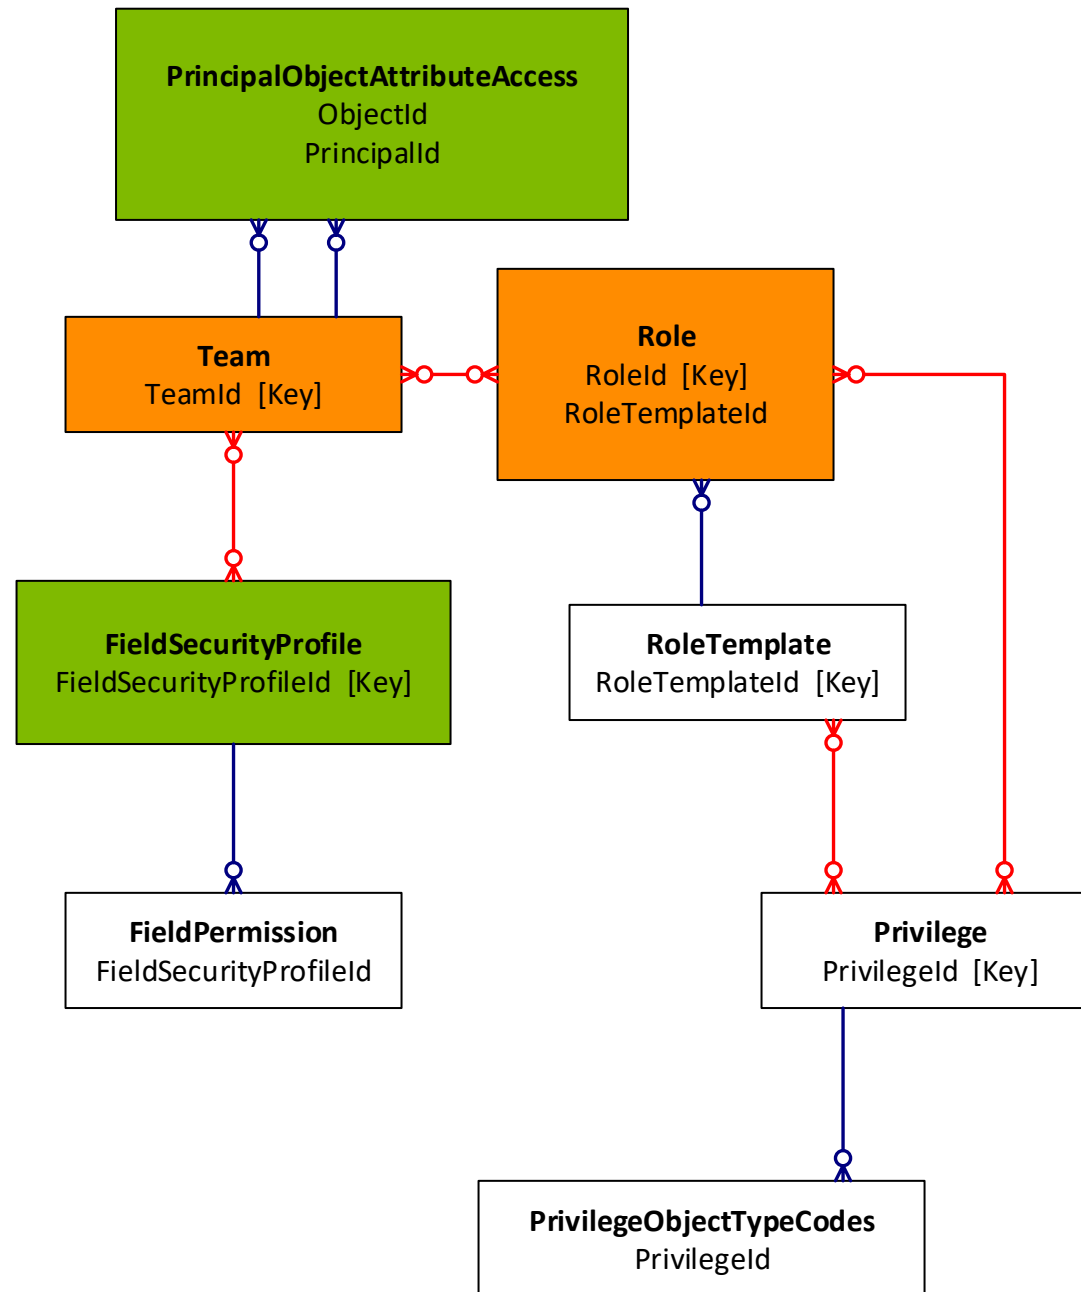 PrincipalObjectAttributeAccess
ObjectId
PrincipalId
Team
TeamId [Key]
Role
RoleId [Key]
RoleTemplateId
FieldSecurityProfile
FieldSecurityProfileId [Key]
RoleTemplate
RoleTemplateId [Key]
FieldPermission
FieldSecurityProfileId
Privilege
PrivilegeId [Key]
PrivilegeObjectTypeCodes
PrivilegeId